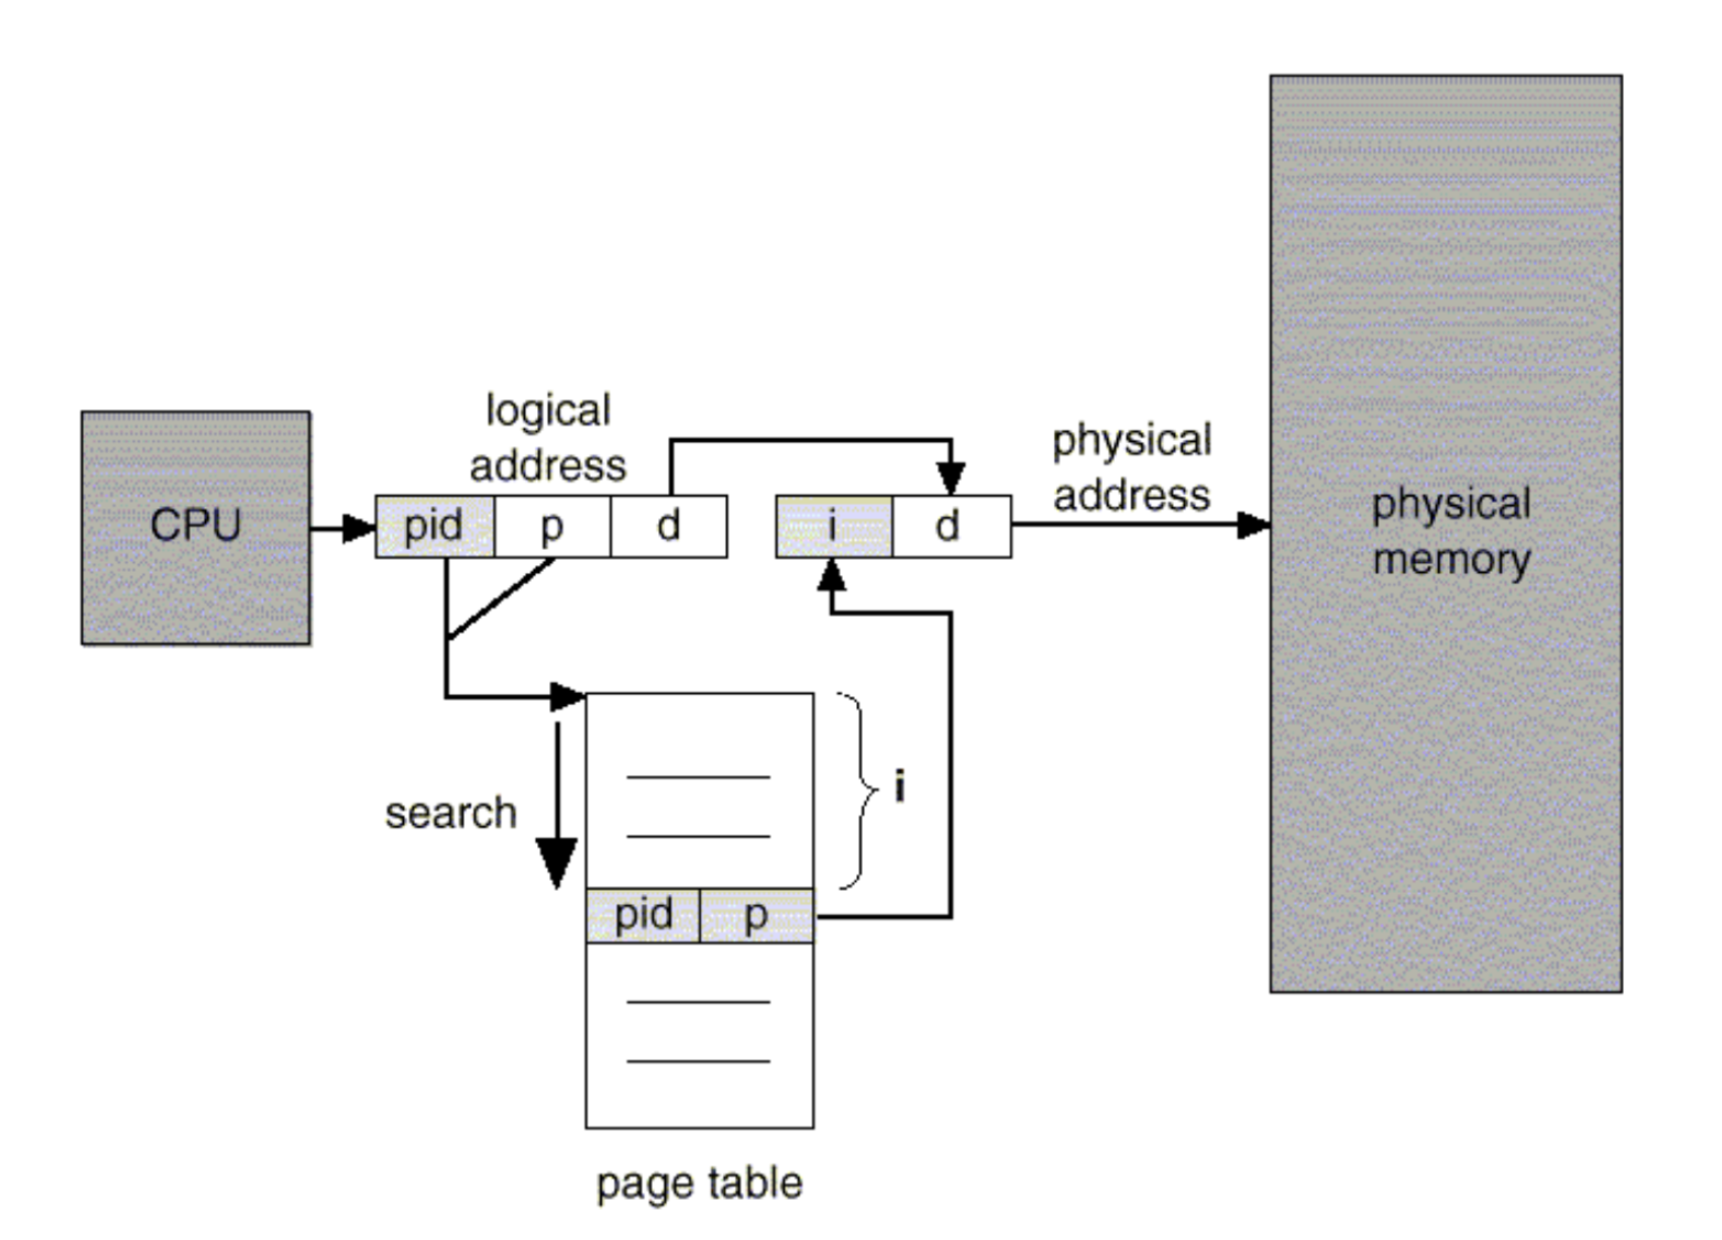 logical
address
physical
address
CPU
pid p d
i d
physical
memory
search
i
pid p
page table